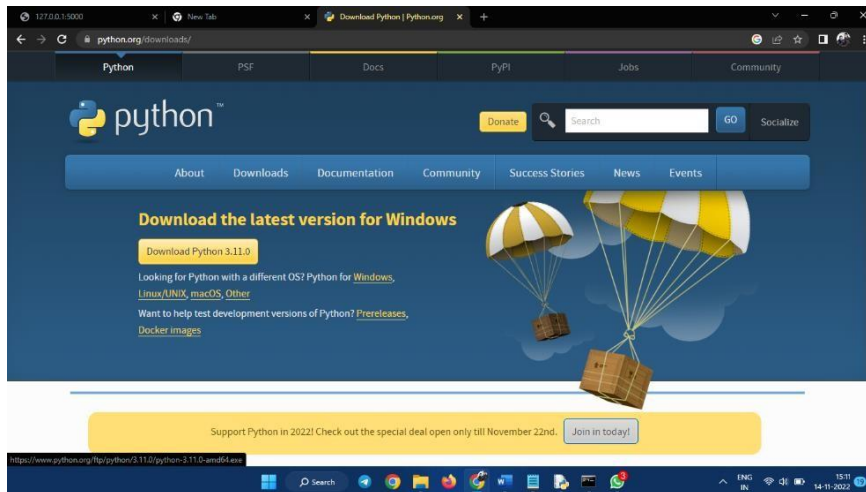 127.0.0.1:5000
New Tab
Download Python | Python.org
python.org/downloads/
Python PSF Docs PyPI Jobs Community
python™
Donate Search GO Socialize
About Downloads Documentation Community Success Stories News Events
Download the latest version for Windows
Download Python 3.11.0
Looking for Python with a different OS? Python for Windows,
Linux/UNIX, macOS, Other
Want to help test development versions of Python? Prereleases,
Docker images
Support Python in 2022! Check out the special deal open only till November 22nd. Join in today!
https://www.python.org/ftp/python/3.11.0/python-3.11.0-amd64.exe
Search 3 ENG 15:11
IN 14-11-2022